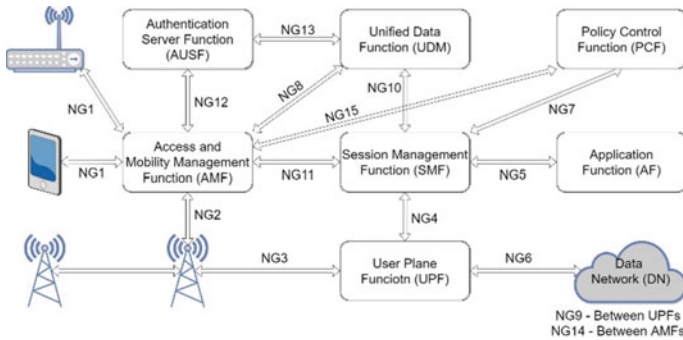 Authentication
Server Function
(AUSF)
NG13
Unified Data
Function (UDM)
Policy Control
Function (PCF)
NG1
NG12
NG8
NG10
NG15
NG7
NG1
Access and
Mobility Management
Function (AMF)
NG11
Session Management
Function (SMF)
NG5
Application
Function (AF)
NG2
NG4
NG3
User Plane
Funciotn (UPF)
NG6
Data
Network (DN)
NG9 - Between UPFs
NG14 - Between AMFs